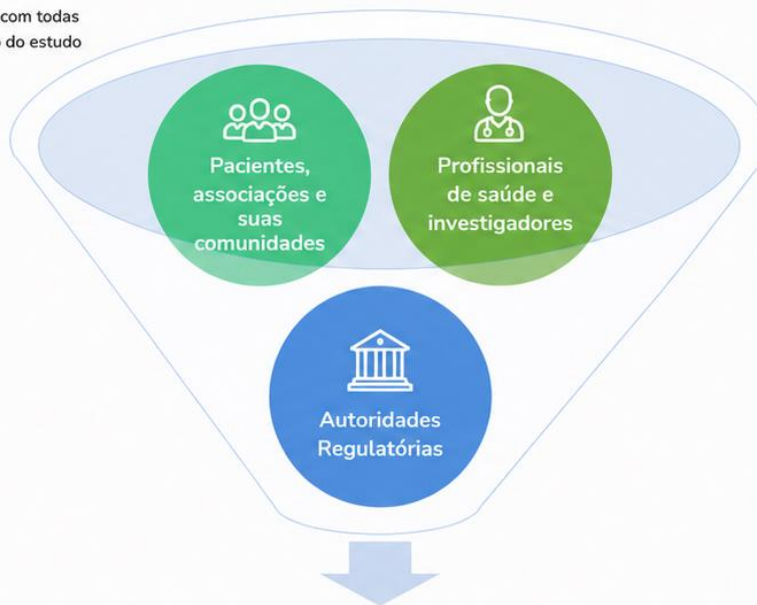 com todas
do estudo
Pacientes,
associações e
suas
comunidades
Profissionais
de saúde e
investigadores
Autoridades
Regulatórias